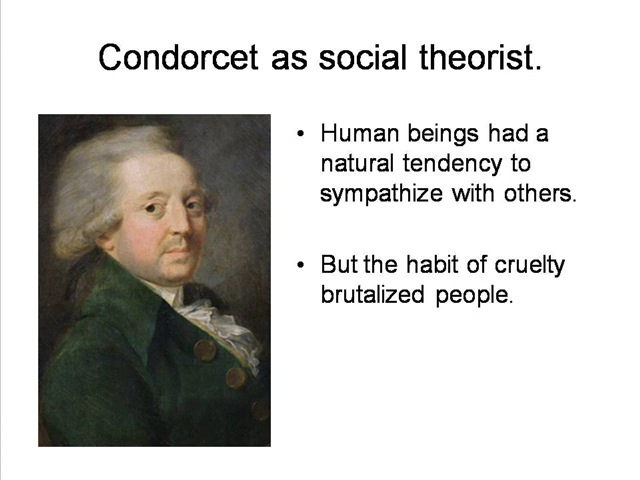 Condorcet as social theorist.
• Human beings had a
natural tendency to
sympathize with others.
• But the habit of cruelty
brutalized people.